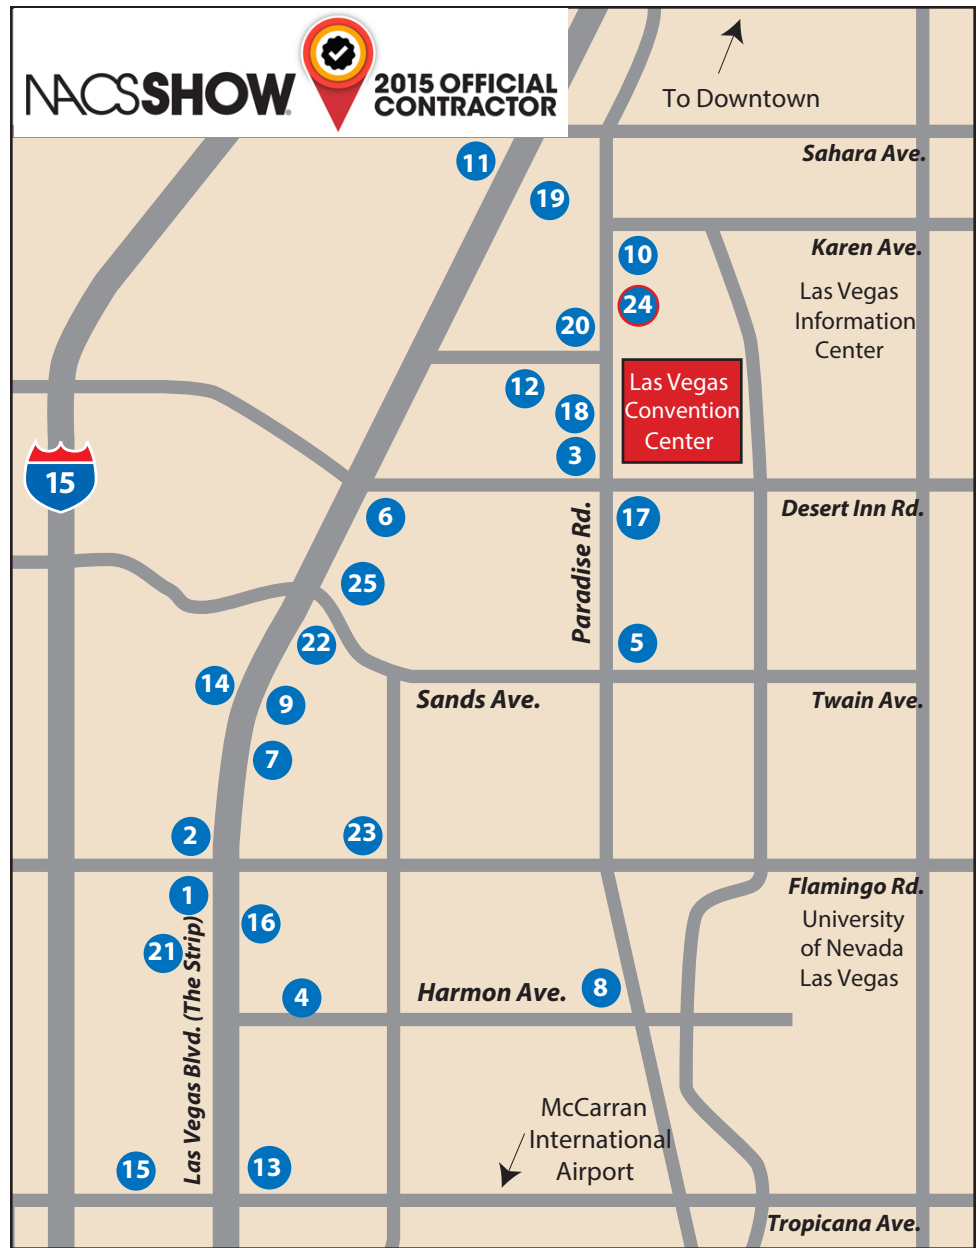 NACSSHOW®
2015 OFFICIAL
CONTRACTOR
To Downtown
Sahara Ave.
11
19
Karen Ave.
10
Las Vegas
Information
Center
24
20
Las Vegas
Convention
Center
12
18
3
15
Desert Inn Rd.
6
17
Paradise Rd.
25
22
5
14
9
Sands Ave.
Twain Ave.
7
2
23
Flamingo Rd.
1
16
21
University
of Nevada
Las Vegas
Las Vegas Blvd. (The Strip)
4
Harmon Ave.
8
McCarran
International
Airport
15
13
Tropicana Ave.